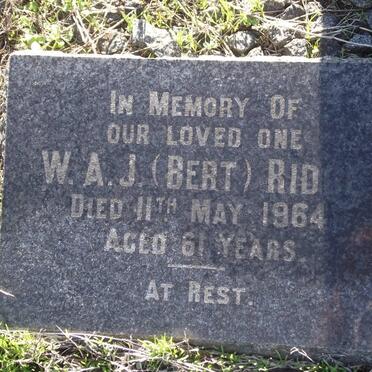 IN MEMORY OF
OUR LOVED ONE
W.A.J. (BERT) RID
DIED 11TH MAY 1964
AGED 61 YEARS.
AT REST.